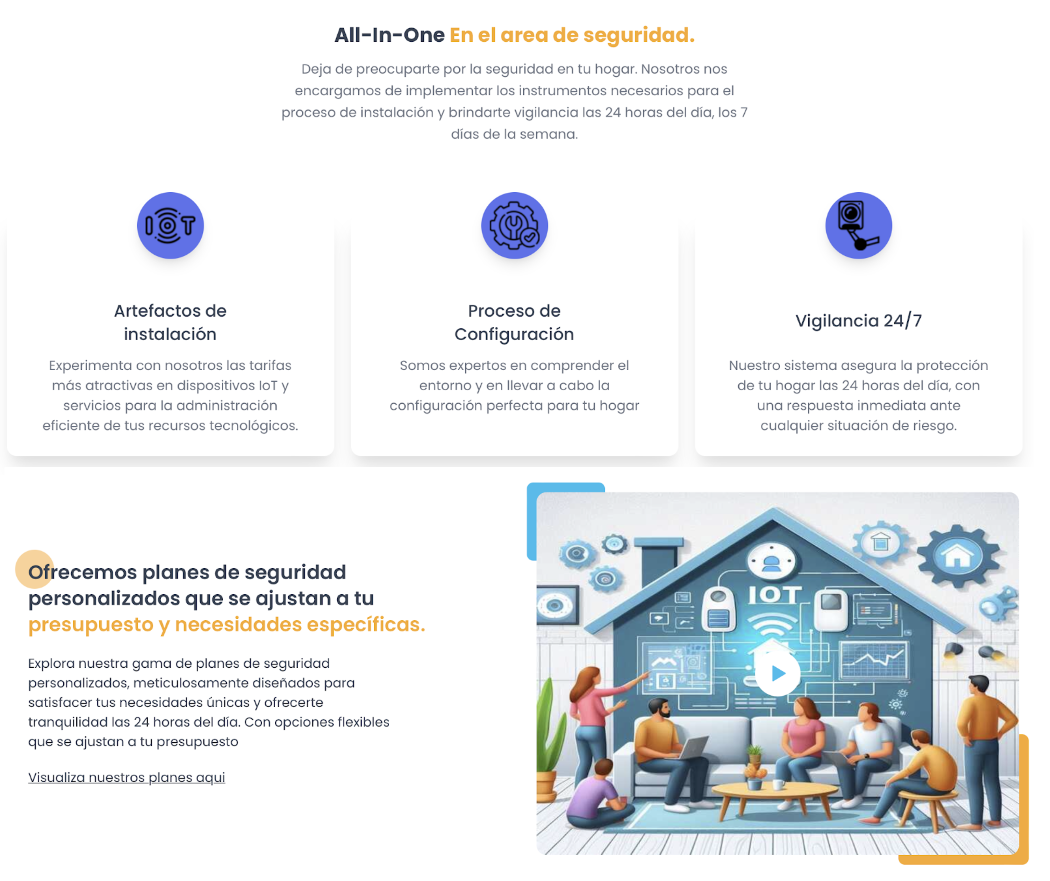 All-In-One En el area de seguridad.
Deja de preocuparte por la seguridad en tu hogar. Nosotros nos
encargamos de implementar los instrumentos necesarios para el
proceso de instalación y brindarte vigilancia las 24 horas del día, los 7
días de la semana.
IOT
Artefactos de
instalación
Experimenta con nosotros las tarifas
más atractivas en dispositivos IoT y
servicios para la administración
eficiente de tus recursos tecnológicos.
Proceso de
Configuración
Somos expertos en comprender el
entorno y en llevar a cabo la
configuración perfecta para tu hogar
Vigilancia 24/7
Nuestro sistema asegura la protección
de tu hogar las 24 horas del día, con
una respuesta inmediata ante
cualquier situación de riesgo.
Ofrecemos planes de seguridad
personalizados que se ajustan a tu
presupuesto y necesidades específicas.
Explora nuestra gama de planes de seguridad
personalizados, meticulosamente diseñados para
satisfacer tus necesidades únicas y ofrecerte
tranquilidad las 24 horas del día. Con opciones flexibles
que se ajustan a tu presupuesto
Visualiza nuestros planes aqui
IOT